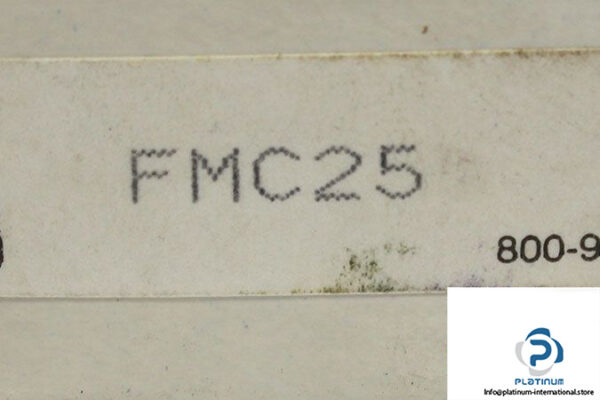 FMC25
800-9
PLATINUM
Info@platinum-international.store